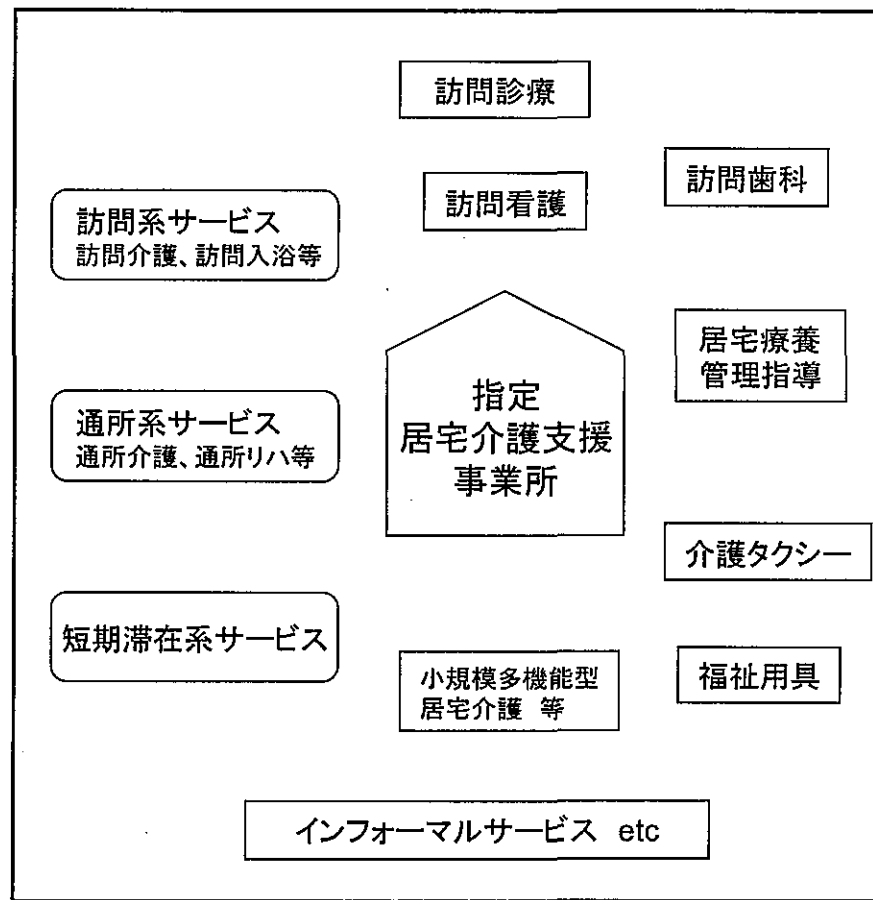 訪問診療
訪問歯科
訪問看護
訪問系サービス
訪問介護、訪問入浴等
居宅療養
管理指導
指定
居宅介護支援
事業所
通所系サービス
通所介護、通所リハ等
介護タクシー
短期滞在系サービス
小規模多機能型
居宅介護 等
福祉用具
インフォーマルサービス etc